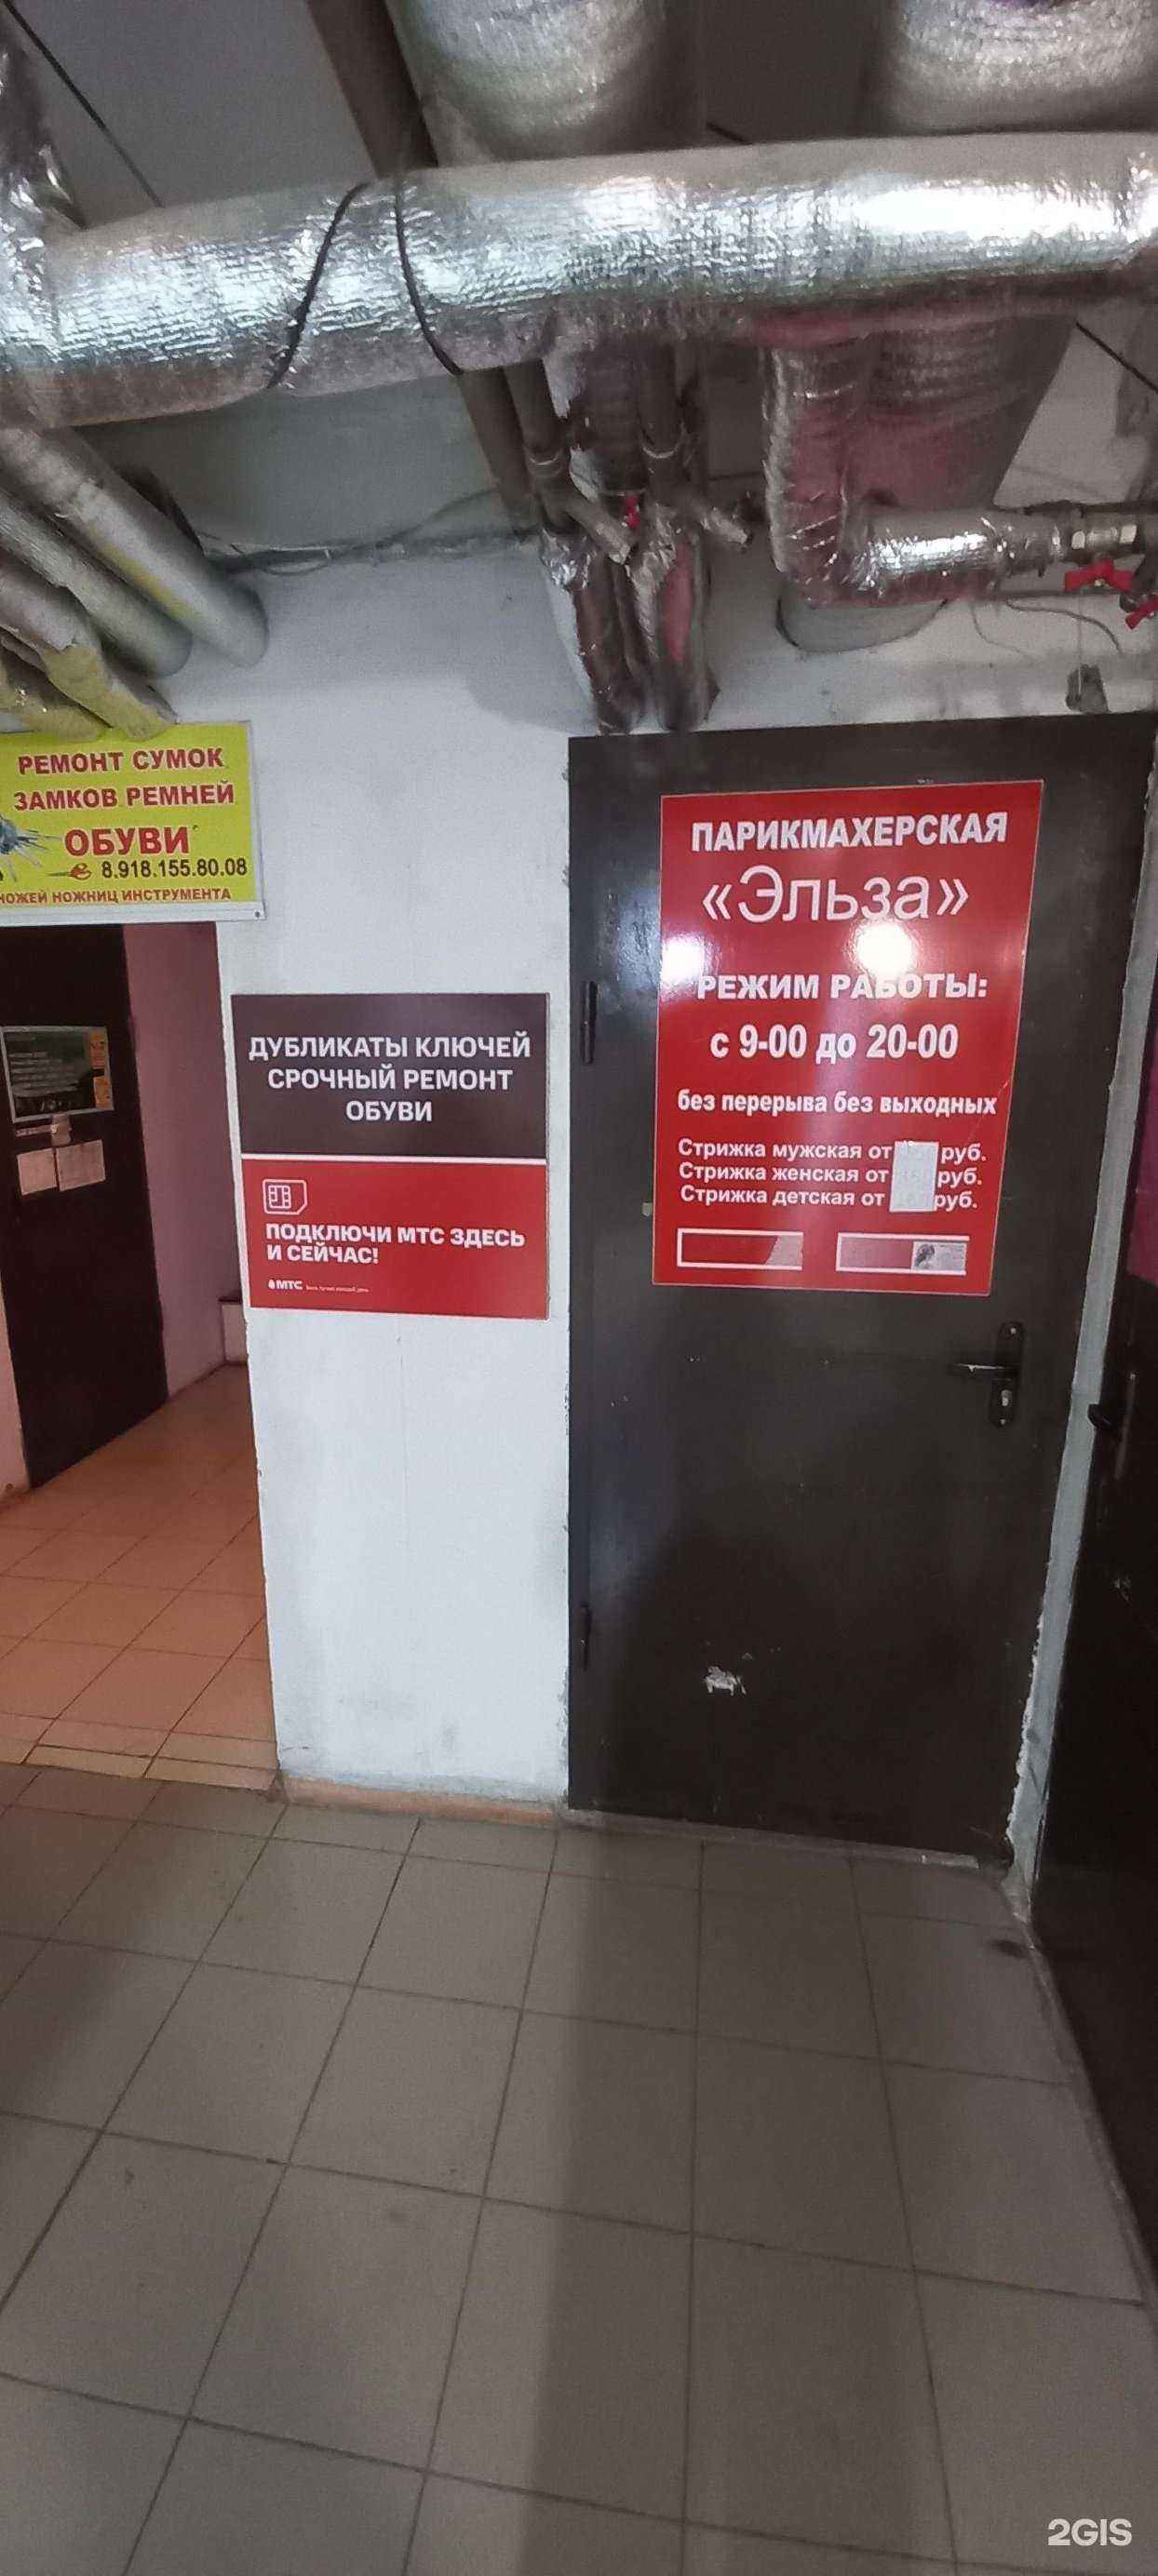 РЕМОНТ СУМОК
ЗАМКОВ РЕМНЕЙ
ОБУВИ
8.918.155.80.08
НОЖЕЙ НОЖНИЦ ИНСТРУМЕНТА
ДУБЛИКАТЫ КЛЮЧЕЙ
СРОЧНЫЙ РЕМОНТ
ОБУВИ
ПОДКЛЮЧИ МТС ЗДЕСЬ
И СЕЙЧАС!
МТС
ПАРИКМАХЕРСКАЯ
«Эльза»
РЕЖИМ РАБОТЫ:
с 9-00 до 20-00
без перерыва без выходных
Стрижка мужская от руб.
Стрижка женская от руб.
Стрижка детская от руб.
2GIS